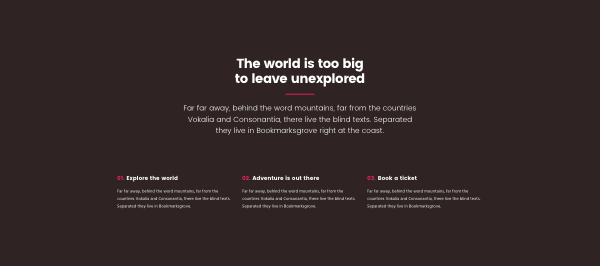 The world is too big
to leave unexplored
Far far away, behind the word mountains, far from the countries
Vokalia and Consonantia, there live the blind texts. Separated
they live in Bookmarksgrove right at the coast.
01. Explore the world
Far far away, behind the word mountains, far from the
countries Vokalia and Consonantia, there live the blind texts.
Separated they live in Bookmarksgrove.
02. Adventure is out there
Far far away, behind the word mountains, far from the
countries Vokalia and Consonantia, there live the blind texts.
Separated they live in Bookmarksgrove.
03. Book a ticket
Far far away, behind the word mountains, far from the
countries Vokalia and Consonantia, there live the blind texts.
Separated they live in Bookmarksgrove.